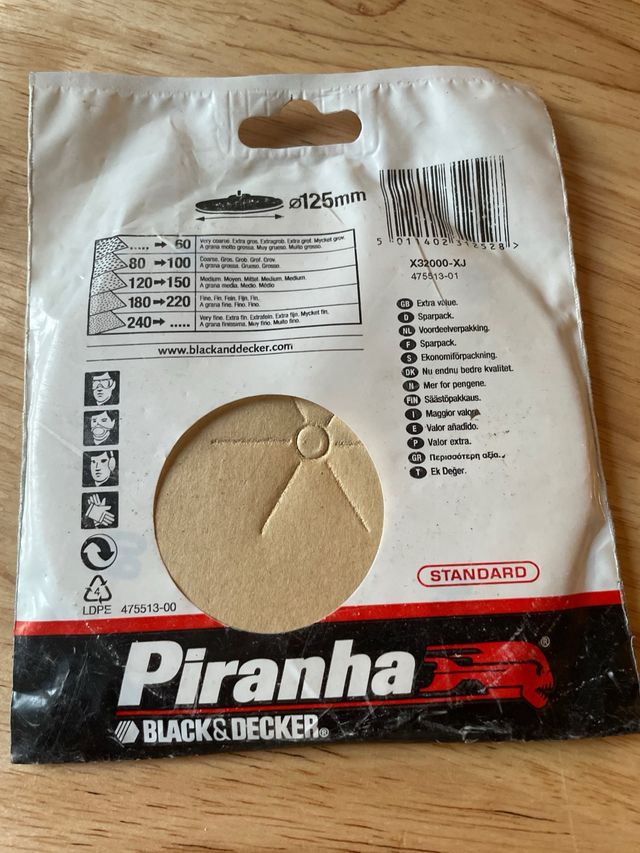 ø125mm
5 011402 312528 >
X32000-XJ
475513-01
..... → 60 Very coarse. Extra gros. Extragrob. Extra grof. Mycket grov.
A grana molto grossa. Muy grueso. Muito grosso.
80 → 100 Coarse. Gros. Grob. Grof. Grov.
A grana grossa. Grueso. Grosso.
120 → 150 Medium. Moyen. Mittel. Medium. Medium.
A grana media. Medio. Médio
180 → 220 Fine. Fin. Fein. Fijn. Fin.
A grana fine. Fino. Fino.
240 → ..... Very fine. Extra fin. Extrafein. Extra fijn. Mycket fin.
A grana finissima. Muy fino. Muito fino.
www.blackanddecker.com
GB Extra value.
D Sparpack.
NL Voordeelverpakking.
F Sparpack.
S Ekonomiförpackning.
DK Nu endnu bedre kvalitet.
N Mer for pengene.
FIN Säästöpakkaus.
I Maggior valore
E Valor añadido.
P Valor extra.
GR Περισσότερη αξία.
T Ek Değer.
STANDARD
4
LDPE 475513-00
Piranha ®
BLACK&DECKER®